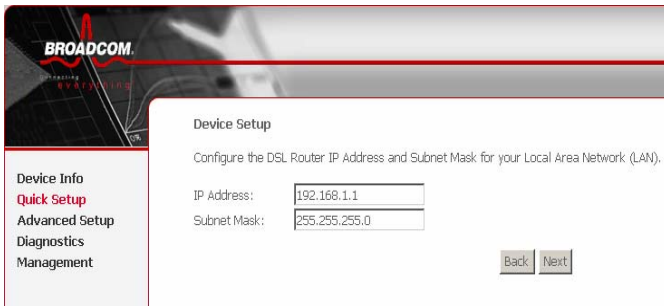 BROADCOM.
Connecting
everything
Device Info
Quick Setup
Advanced Setup
Diagnostics
Management
Device Setup
Configure the DSL Router IP Address and Subnet Mask for your Local Area Network (LAN).
IP Address: 192.168.1.1
Subnet Mask: 255.255.255.0
Back Next